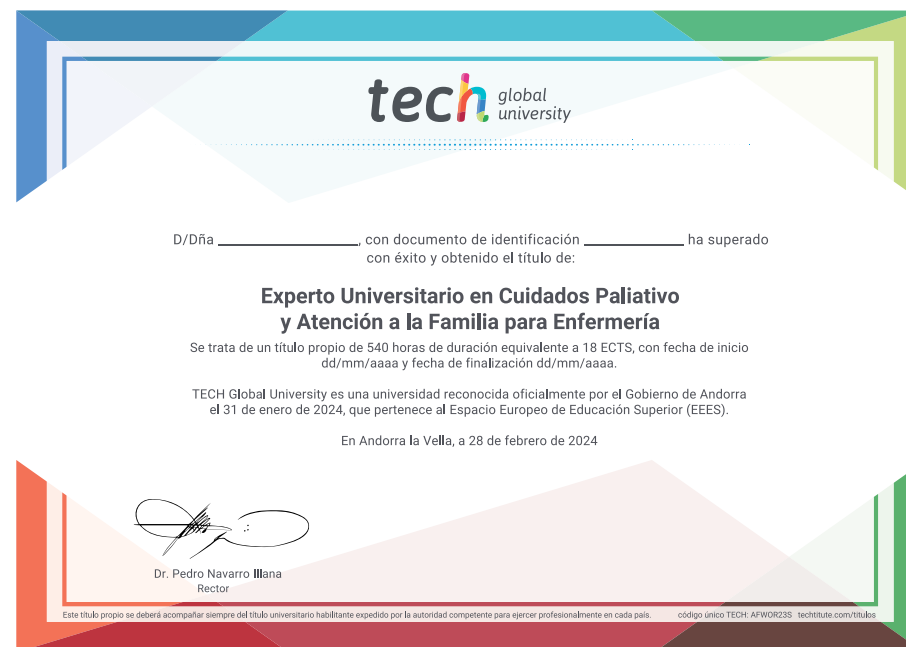 tech global university
D/Dña ____________________, con documento de identificación ______________ ha superado
con éxito y obtenido el título de:
Experto Universitario en Cuidados Paliativo
y Atención a la Familia para Enfermería
Se trata de un título propio de 540 horas de duración equivalente a 18 ECTS, con fecha de inicio
dd/mm/aaaa y fecha de finalización dd/mm/aaaa.
TECH Global University es una universidad reconocida oficialmente por el Gobierno de Andorra
el 31 de enero de 2024, que pertenece al Espacio Europeo de Educación Superior (EEES).
En Andorra la Vella, a 28 de febrero de 2024
Dr. Pedro Navarro Illana
Rector
Este título propio se deberá acompañar siempre del título universitario habilitante expedido por la autoridad competente para ejercer profesionalmente en cada país. código único TECH: AFWOR23S techtitute.com/titulos